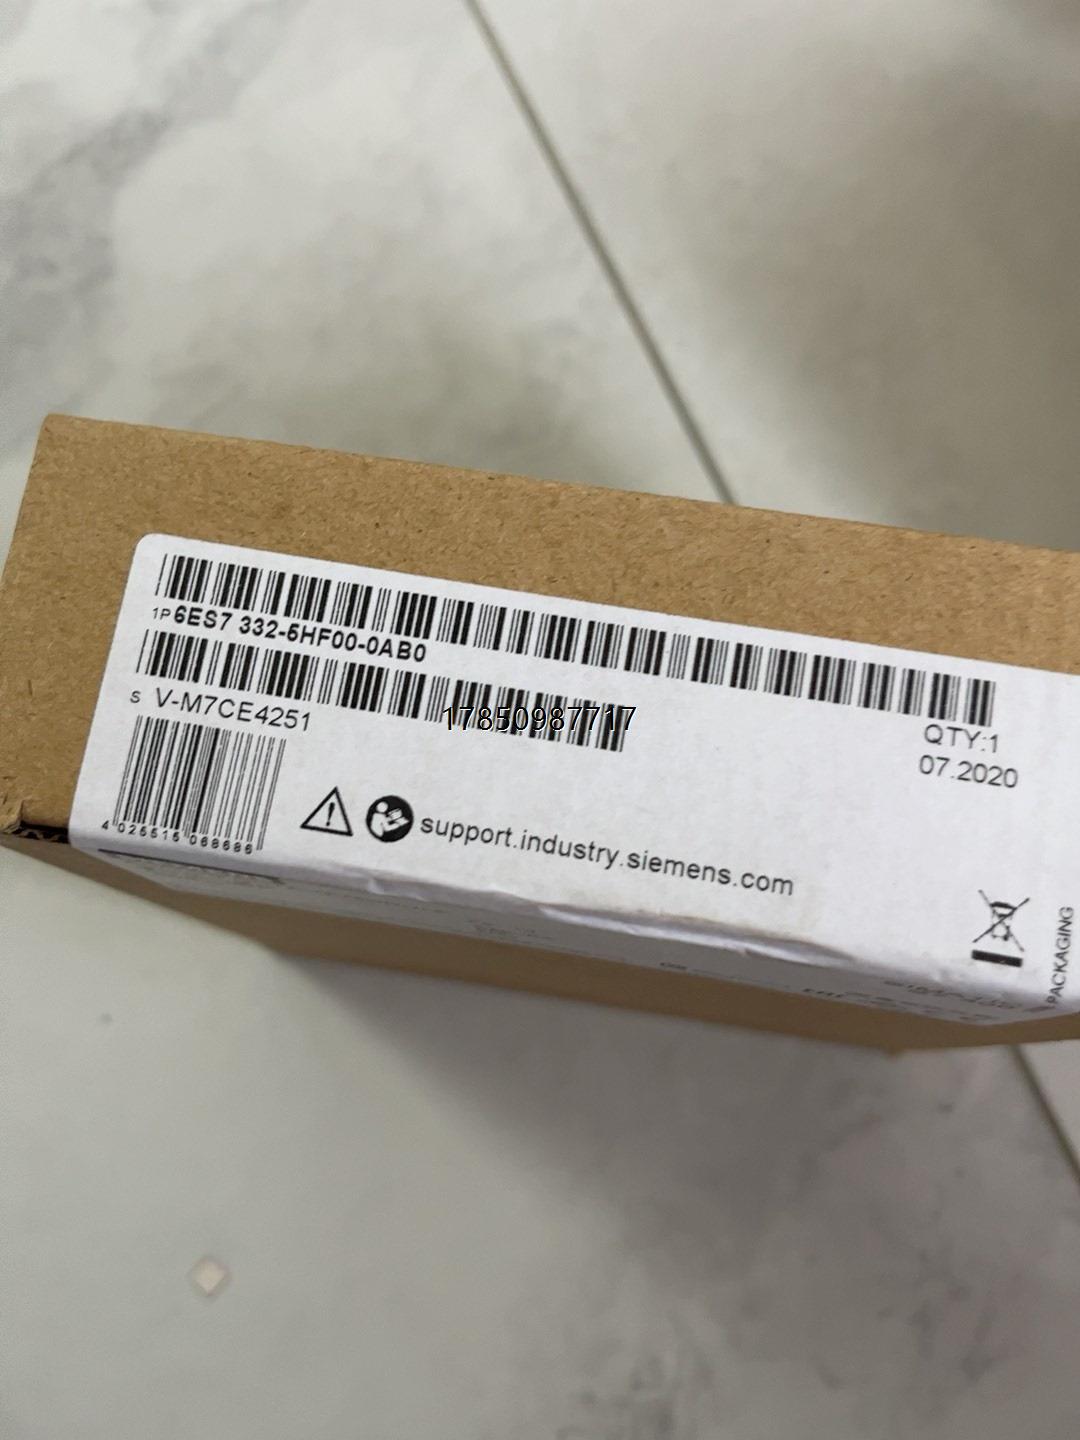 1P 6ES7 332-5HF00-0AB0
S V-M7CE4251
17850987717
QTY:1
07.2020
4 025515 068686
support.industry.siemens.com
PACKAGING